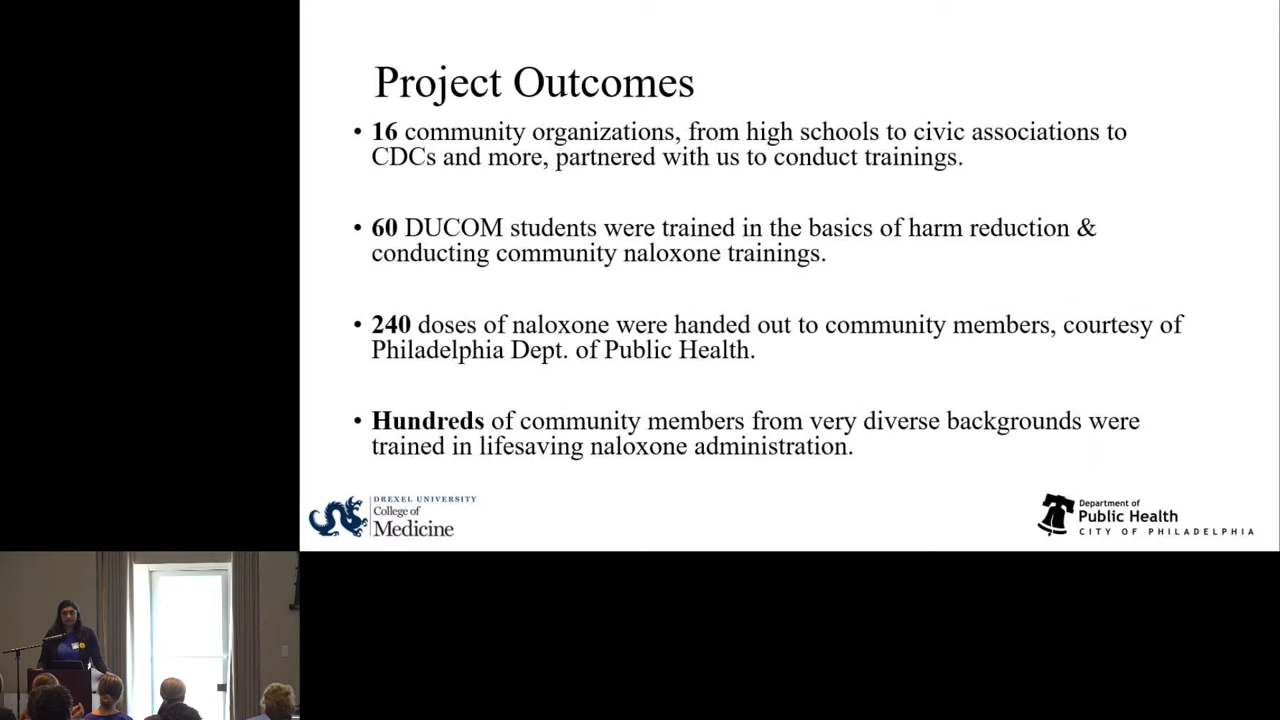 Project Outcomes
• 16 community organizations, from high schools to civic associations to
CDCs and more, partnered with us to conduct trainings.
• 60 DUCOM students were trained in the basics of harm reduction &
conducting community naloxone trainings.
• 240 doses of naloxone were handed out to community members, courtesy of
Philadelphia Dept. of Public Health.
• Hundreds of community members from very diverse backgrounds were
trained in lifesaving naloxone administration.
DREXEL UNIVERSITY
College of
Medicine
Department of
Public Health
CITY OF PHILADELPHIA